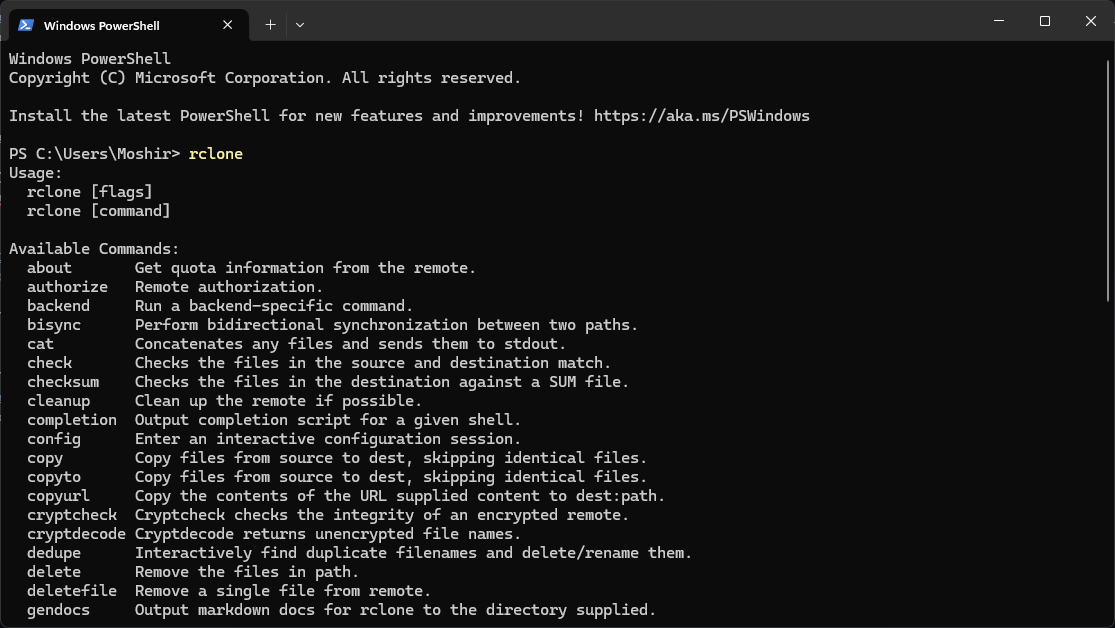 Windows PowerShell
Windows PowerShell
Copyright (C) Microsoft Corporation. All rights reserved.
Install the latest PowerShell for new features and improvements! https://aka.ms/PSWindows
PS C:\Users\Moshir> rclone
Usage:
  rclone [flags]
  rclone [command]
Available Commands:
  about       Get quota information from the remote.
  authorize   Remote authorization.
  backend     Run a backend-specific command.
  bisync      Perform bidirectional synchronization between two paths.
  cat         Concatenates any files and sends them to stdout.
  check       Checks the files in the source and destination match.
  checksum    Checks the files in the destination against a SUM file.
  cleanup     Clean up the remote if possible.
  completion  Output completion script for a given shell.
  config      Enter an interactive configuration session.
  copy        Copy files from source to dest, skipping identical files.
  copyto      Copy files from source to dest, skipping identical files.
  copyurl     Copy the contents of the URL supplied content to dest:path.
  cryptcheck  Cryptcheck checks the integrity of an encrypted remote.
  cryptdecode Cryptdecode returns unencrypted file names.
  dedupe      Interactively find duplicate filenames and delete/rename them.
  delete      Remove the files in path.
  deletefile  Remove a single file from remote.
  gendocs     Output markdown docs for rclone to the directory supplied.